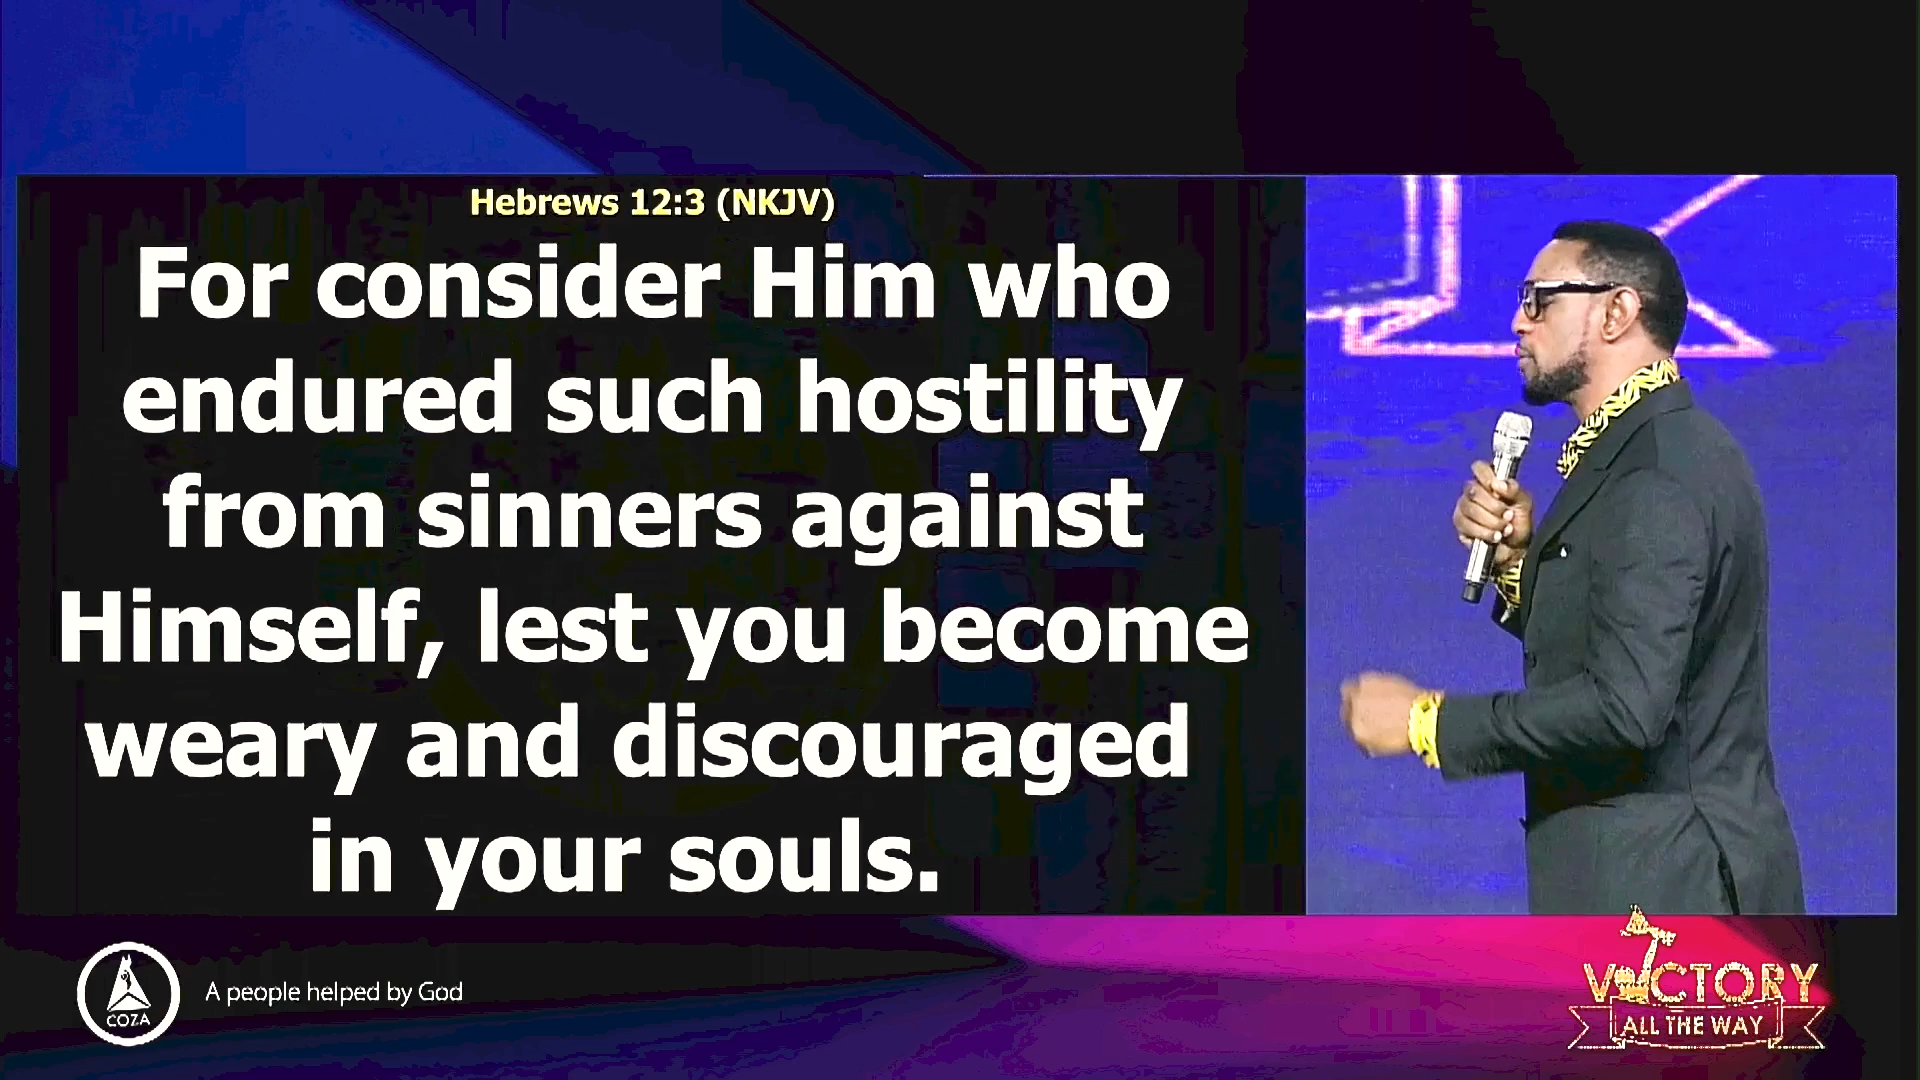 Hebrews 12:3 (NKJV)
For consider Him who
endured such hostility
from sinners against
Himself, lest you become
weary and discouraged
in your souls.
COZA
A people helped by God
VICTORY
ALL THE WAY